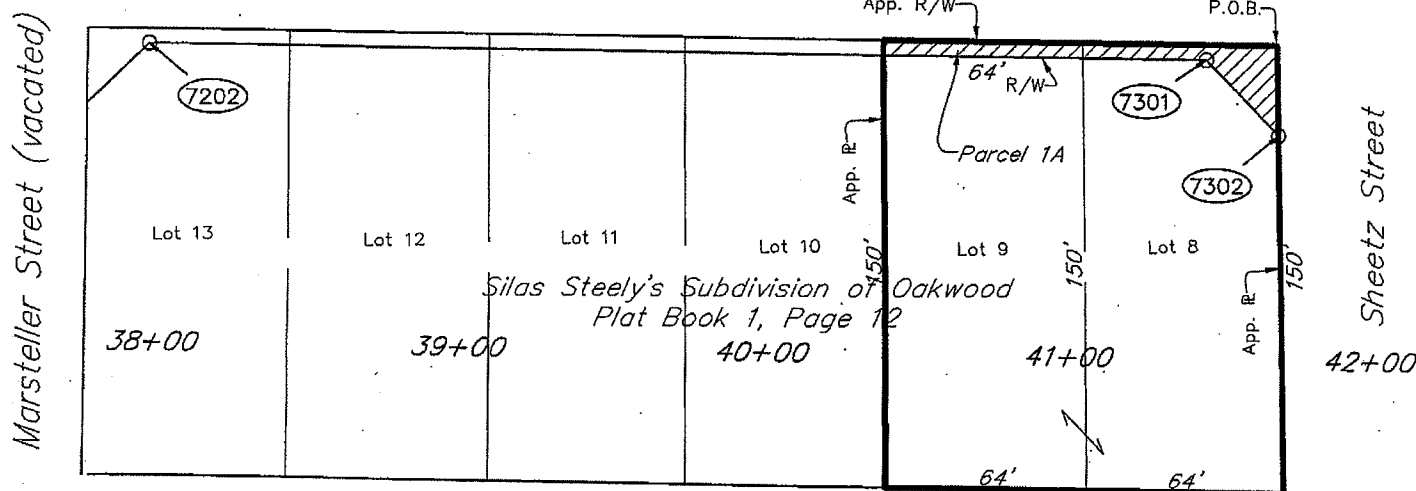 App. R/W
P.O.B.
Marsteller Street (vacated)
7202
64'
R/W
7301
Parcel 1A
App. PL
7302
Sheetz Street
Lot 13
Lot 12
Lot 11
Lot 10
Lot 9
Lot 8
150'
150'
150'
App. PL
Silas Steely's Subdivision of Oakwood
Plat Book 1, Page 12
38+00
39+00
40+00
41+00
42+00
64'
64'